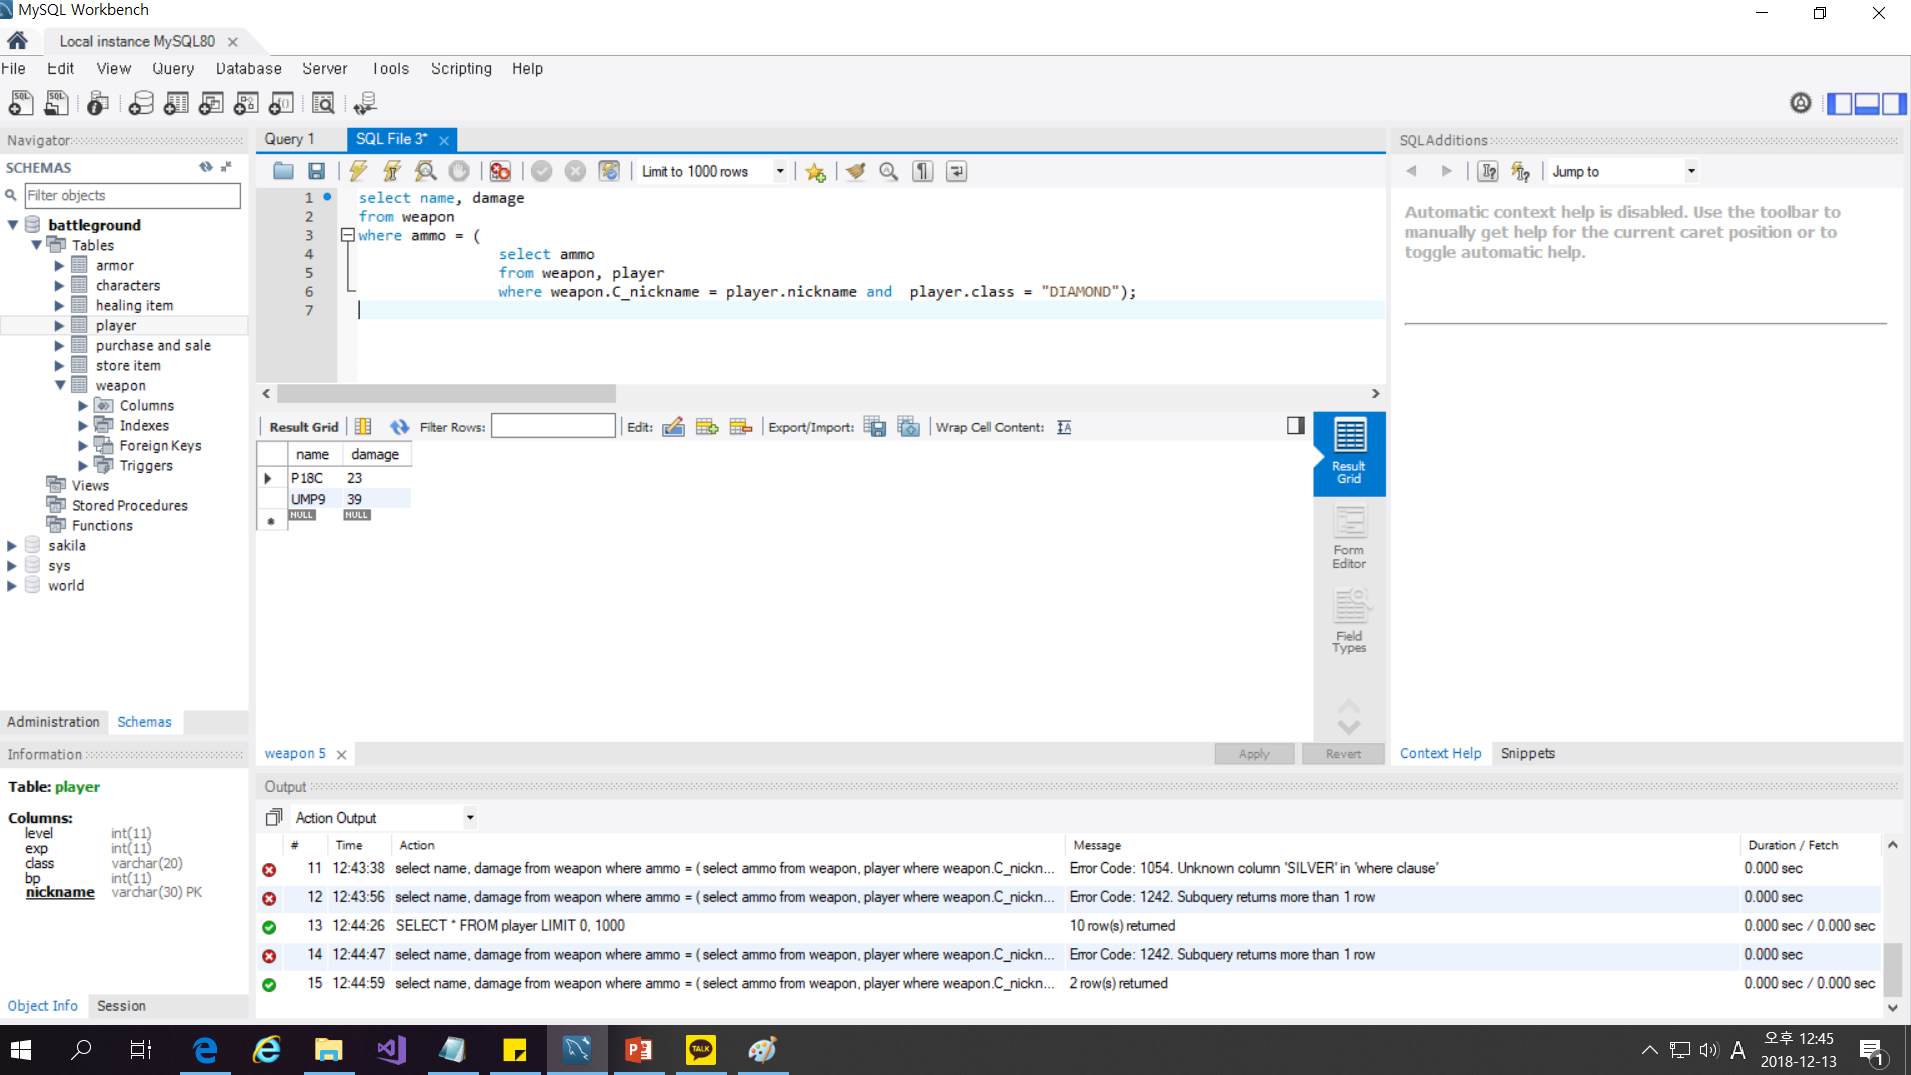 MySQL Workbench
Local instance MySQL80
File Edit View Query Database Server Tools Scripting Help
Navigator
SCHEMAS
Filter objects
battleground
Tables
armor
characters
healing item
player
purchase and sale
store item
weapon
Columns
Indexes
Foreign Keys
Triggers
Views
Stored Procedures
Functions
sakila
sys
world
Administration Schemas
Information
Table: player
Columns:
level int(11)
exp int(11)
class varchar(20)
bp int(11)
nickname varchar(30) PK
Object Info Session
Query 1 SQL File 3*
Limit to 1000 rows
1 select name, damage
2 from weapon
3 where ammo = (
4 select ammo
5 from weapon, player
6 where weapon.C_nickname = player.nickname and  player.class = "DIAMOND");
7
Result Grid Filter Rows: Edit: Export/Import: Wrap Cell Content:
name damage
P18C 23
UMP9 39
NULL NULL
Result Grid
Form Editor
Field Types
weapon 5 Apply Revert
SQLAdditions
Jump to
Automatic context help is disabled. Use the toolbar to
manually get help for the current caret position or to
toggle automatic help.
Context Help Snippets
Output
Action Output
# Time Action Message Duration / Fetch
11 12:43:38 select name, damage from weapon where ammo = ( select ammo from weapon, player where weapon.C_nickn... Error Code: 1054. Unknown column 'SILVER' in 'where clause' 0.000 sec
12 12:43:56 select name, damage from weapon where ammo = ( select ammo from weapon, player where weapon.C_nickn... Error Code: 1242. Subquery returns more than 1 row 0.000 sec
13 12:44:26 SELECT * FROM player LIMIT 0, 1000 10 row(s) returned 0.000 sec / 0.000 sec
14 12:44:47 select name, damage from weapon where ammo = ( select ammo from weapon, player where weapon.C_nickn... Error Code: 1242. Subquery returns more than 1 row 0.000 sec
15 12:44:59 select name, damage from weapon where ammo = ( select ammo from weapon, player where weapon.C_nickn... 2 row(s) returned 0.000 sec / 0.000 sec
TALK
A
오후 12:45
2018-12-13
1